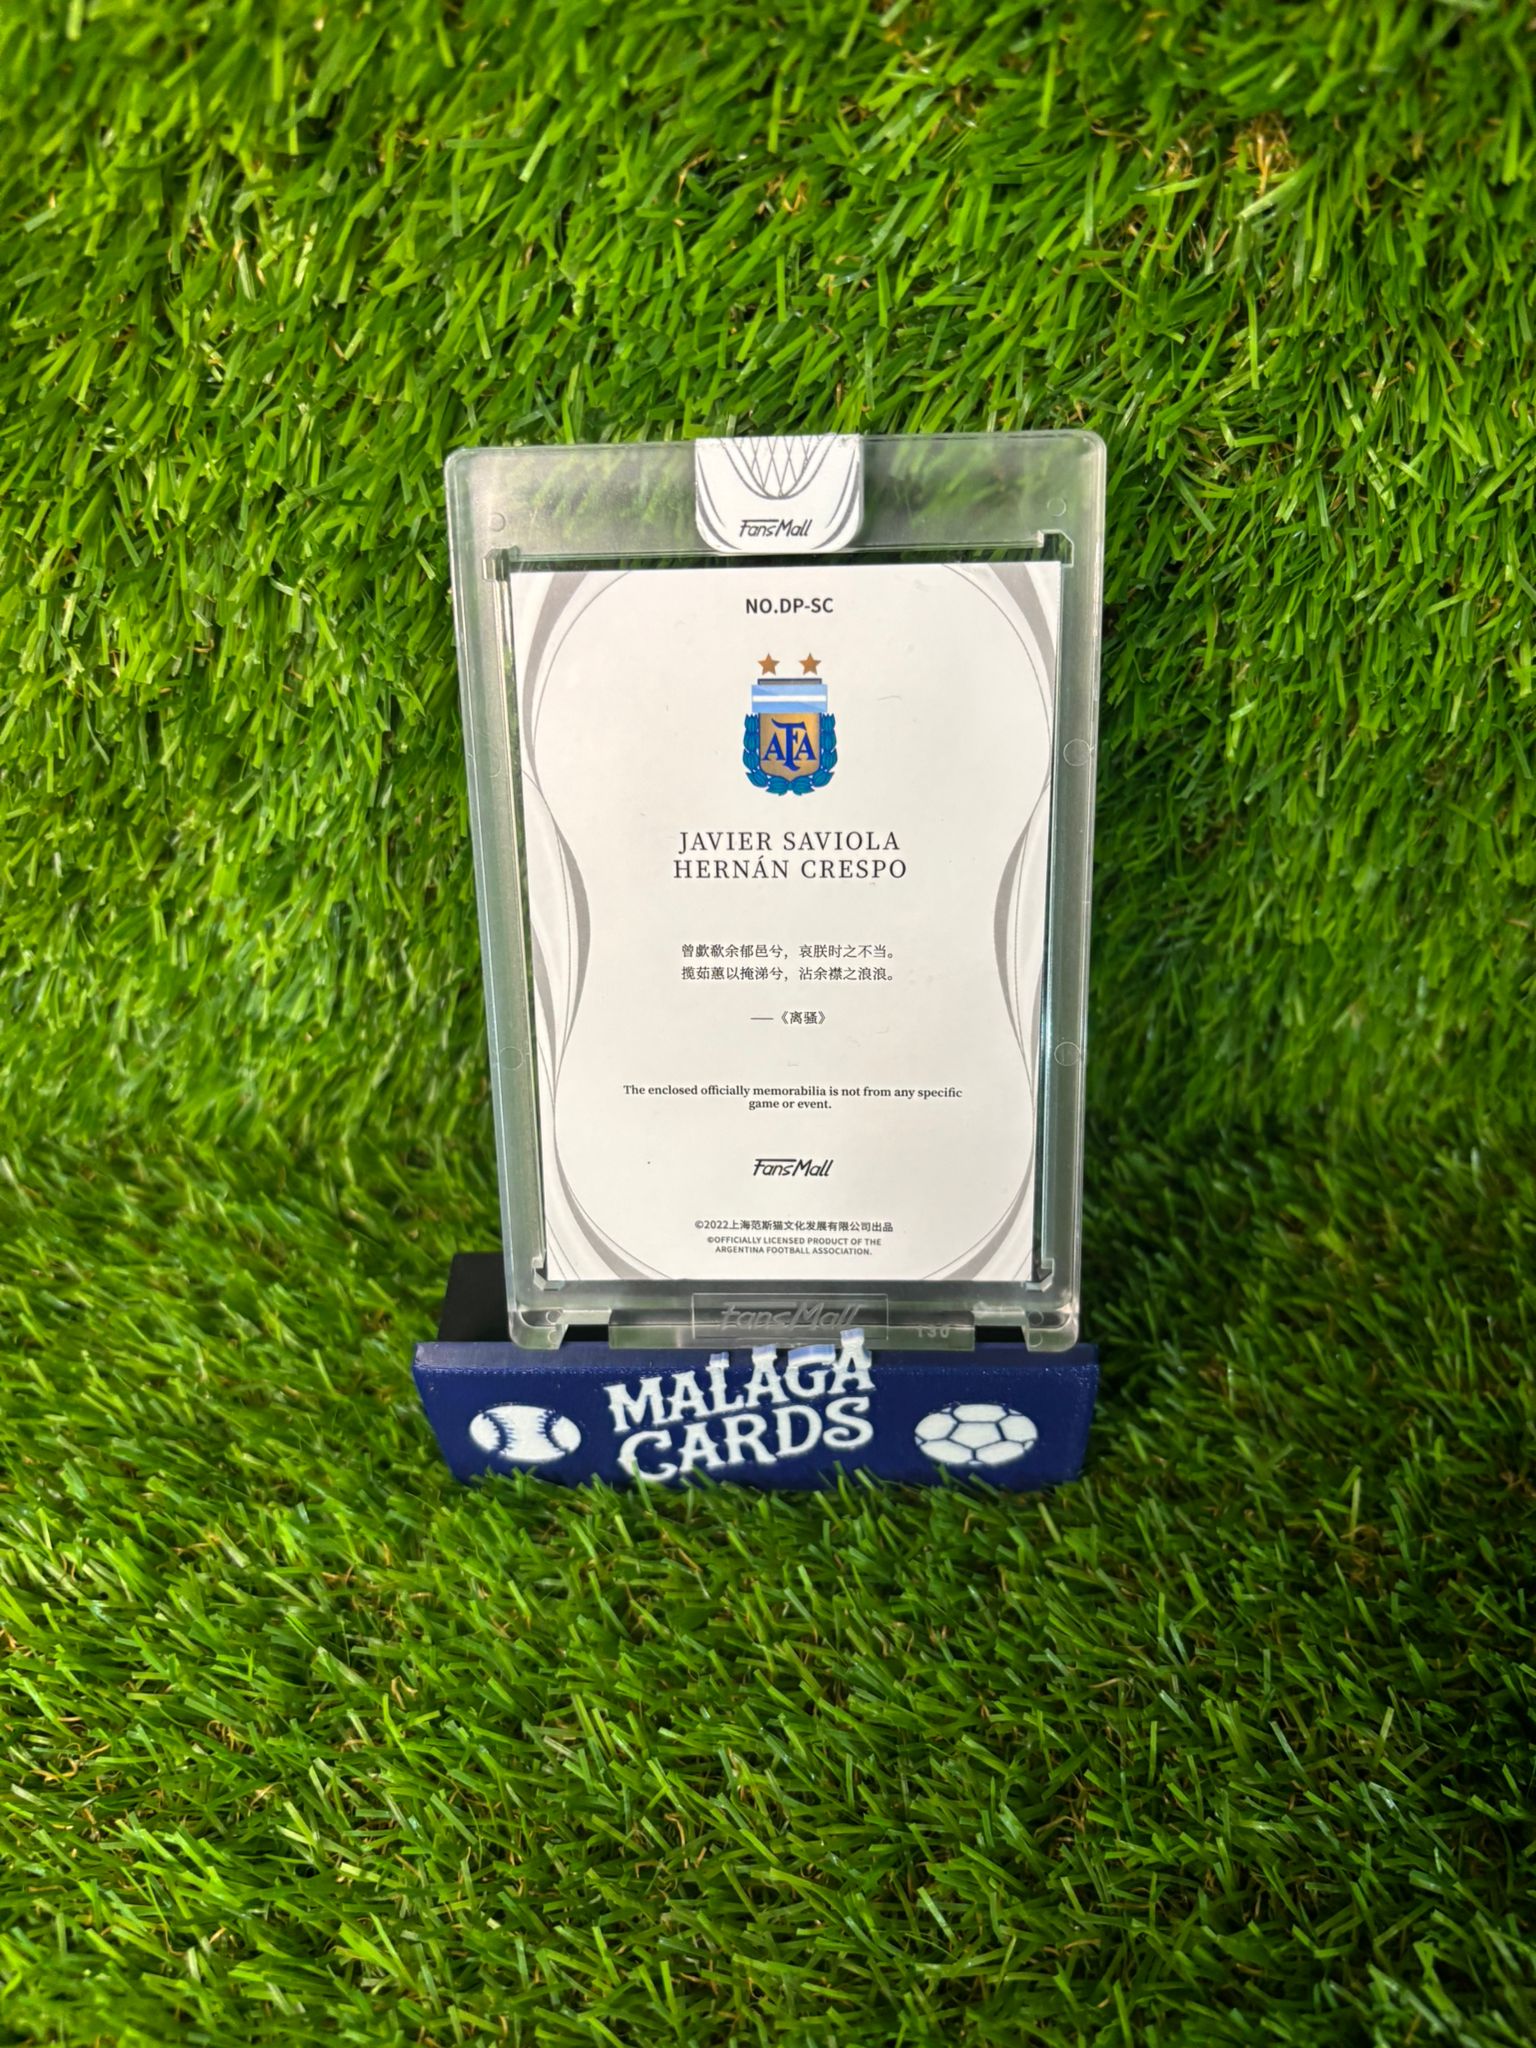 FansMall
NO.DP-SC
AFA
JAVIER SAVIOLA
HERNÁN CRESPO
曾歔欷余郁邑兮，哀朕时之不当。
揽茹蕙以掩涕兮，沾余襟之浪浪。
——《离骚》
The enclosed officially memorabilia is not from any specific
game or event.
FansMall
©2022上海范斯猫文化发展有限公司出品
©OFFICIALLY LICENSED PRODUCT OF THE
ARGENTINA FOOTBALL ASSOCIATION.
FansMall
130
MALAGA
CARDS